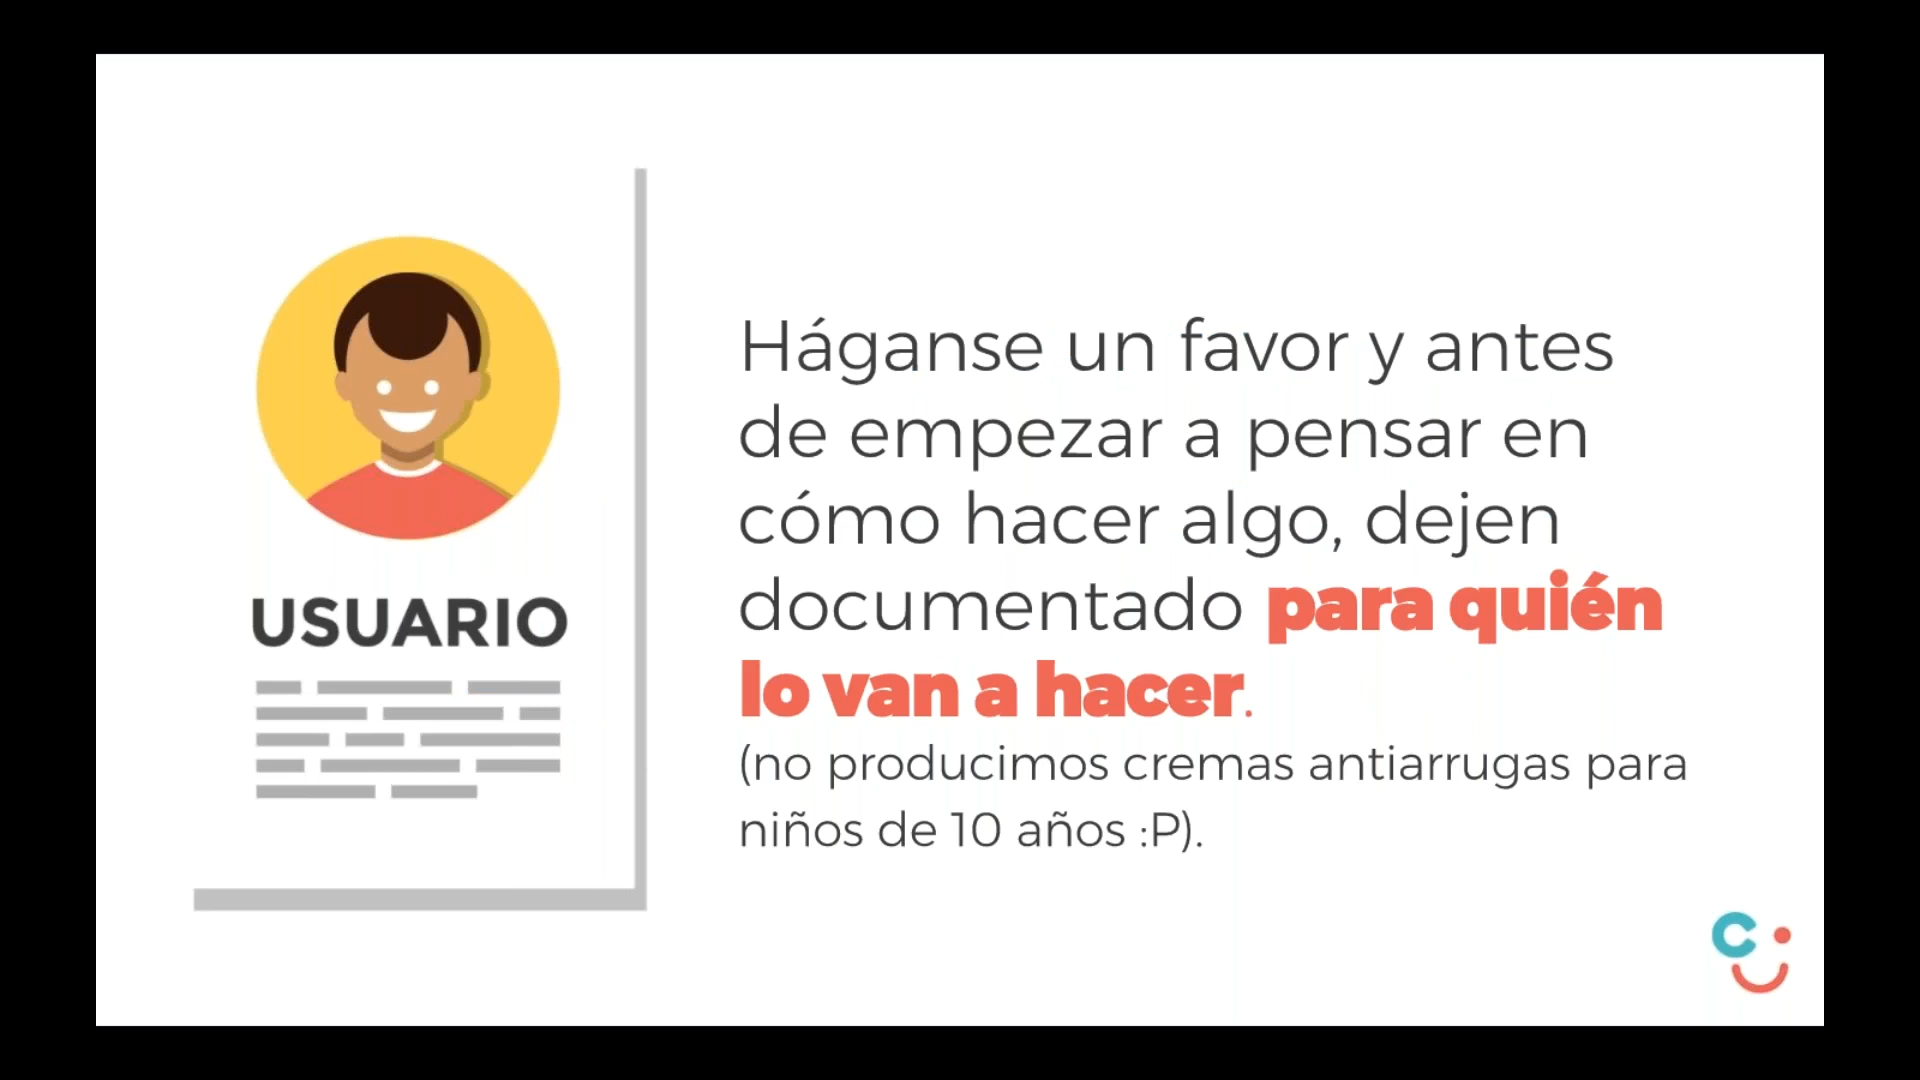 USUARIO
Háganse un favor y antes
de empezar a pensar en
cómo hacer algo, dejen
documentado para quién
lo van a hacer.
(no producimos cremas antiarrugas para
niños de 10 años :P).